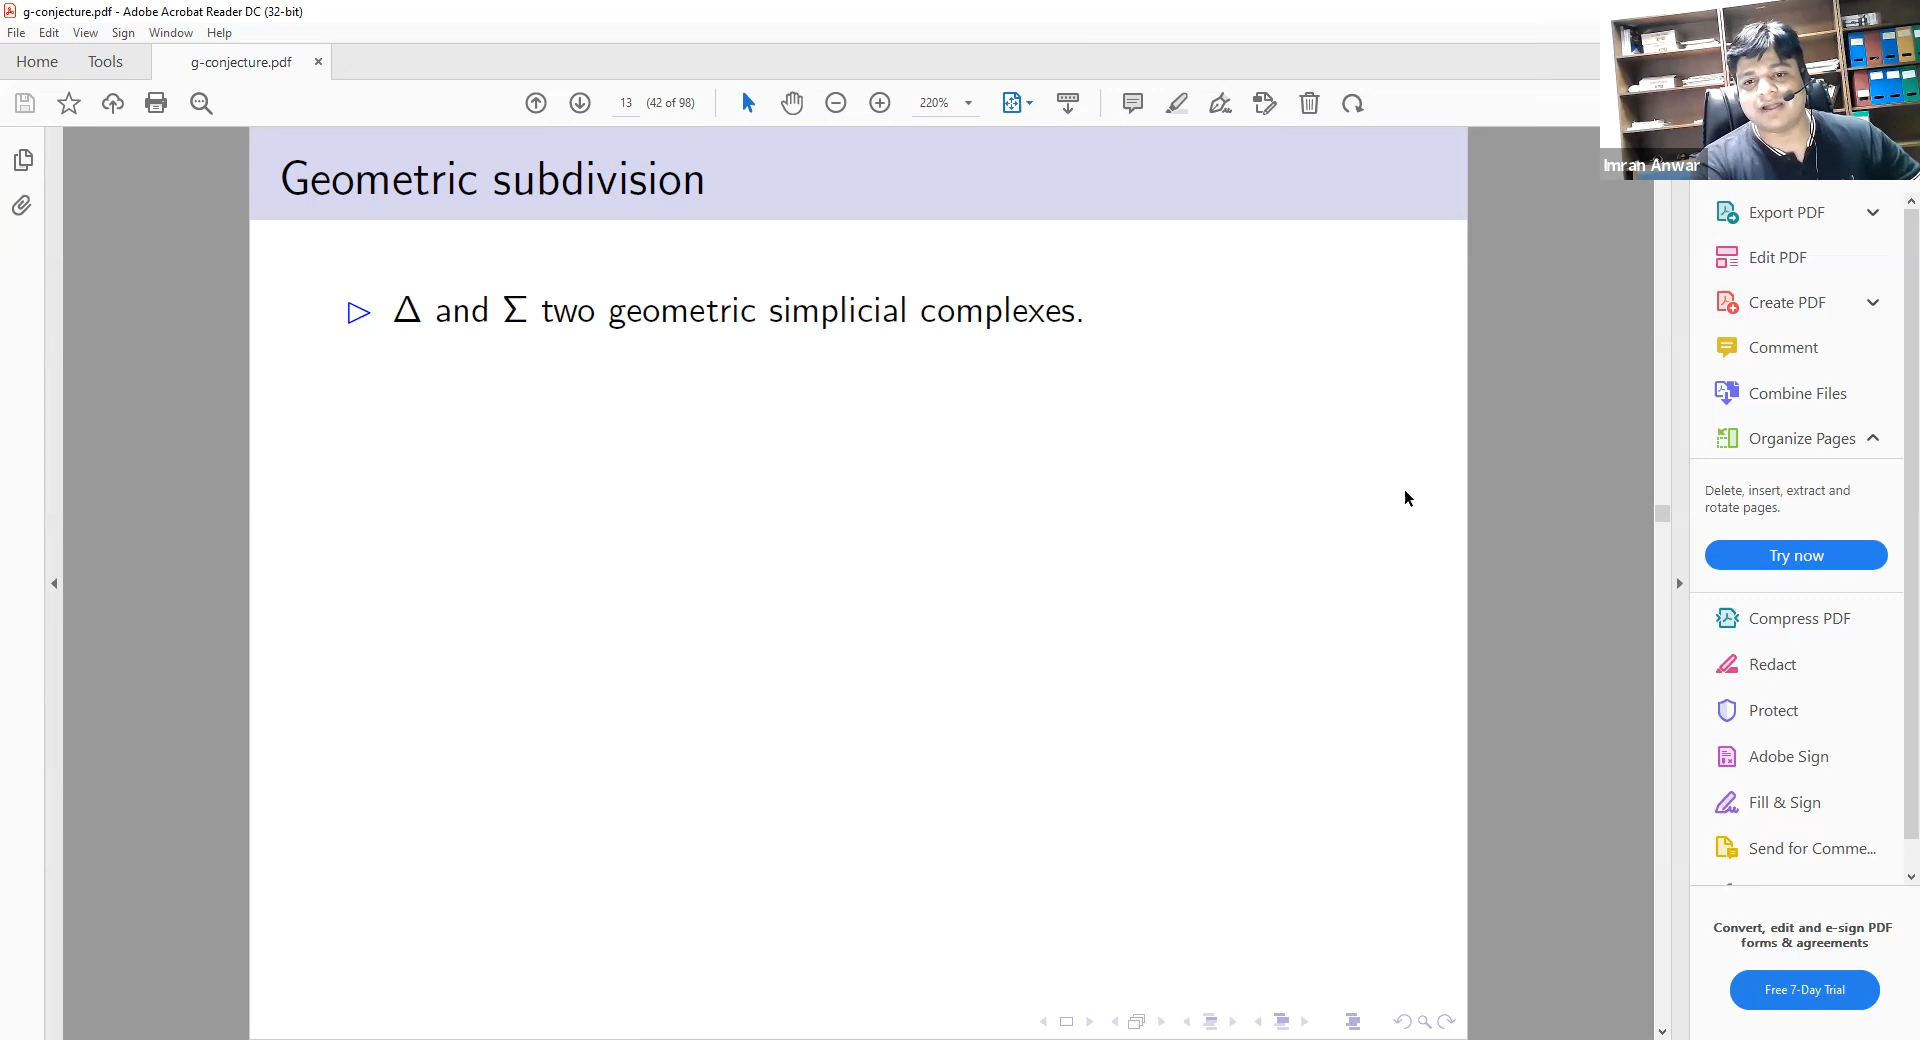 g-conjecture.pdf - Adobe Acrobat Reader DC (32-bit)
File Edit View Sign Window Help
Home Tools g-conjecture.pdf ×
13 (42 of 98) 220%
Imran Anwar
Geometric subdivision
▷ Δ and Σ two geometric simplicial complexes.
Export PDF
Edit PDF
Create PDF
Comment
Combine Files
Organize Pages
Delete, insert, extract and
rotate pages.
Try now
Compress PDF
Redact
Protect
Adobe Sign
Fill & Sign
Send for Comme...
Convert, edit and e-sign PDF
forms & agreements
Free 7-Day Trial